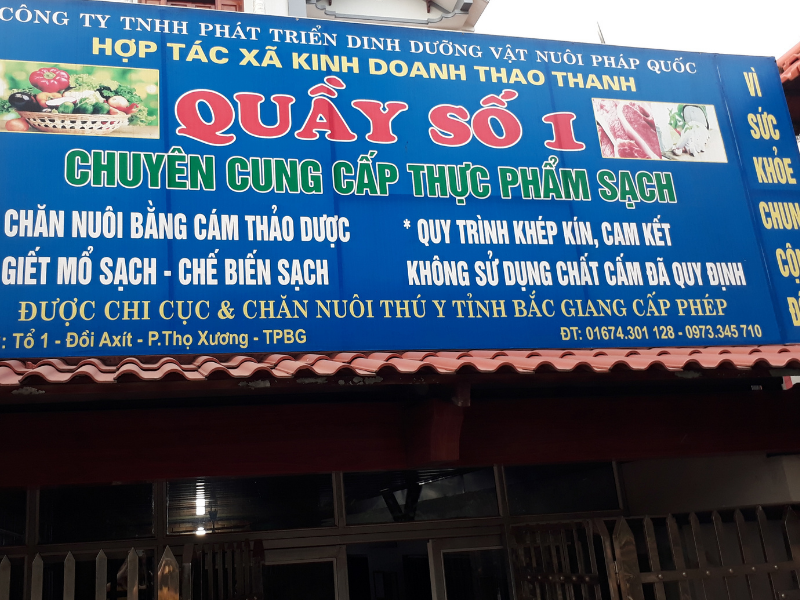 CÔNG TY TNHH PHÁT TRIỂN DINH DƯỠNG VẬT NUÔI PHÁP QUỐC
HỢP TÁC XÃ KINH DOANH THAO THANH
QUẦY SỐ 1
CHUYÊN CUNG CẤP THỰC PHẨM SẠCH
CHĂN NUÔI BẰNG CÁM THẢO DƯỢC
GIẾT MỔ SẠCH - CHẾ BIẾN SẠCH
* QUY TRÌNH KHÉP KÍN, CAM KẾT
KHÔNG SỬ DỤNG CHẤT CẤM ĐÃ QUY ĐỊNH
ĐƯỢC CHI CỤC & CHĂN NUÔI THÚ Y TỈNH BẮC GIANG CẤP PHÉP
: Tổ 1 - Đồi Axít - P.Thọ Xương - TPBG
ĐT: 01674.301 128 - 0973.345 710
VÌ
SỨC
KHỎE
CHUN
CỘ